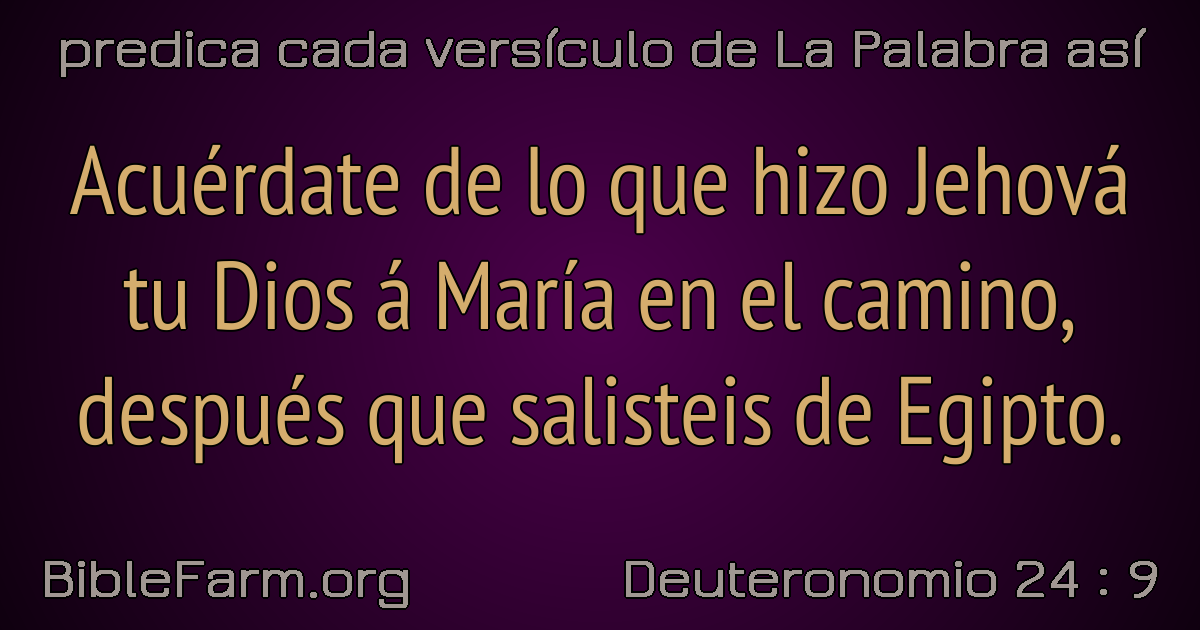 predica cada versículo de La Palabra así
Acuérdate de lo que hizo Jehová
tu Dios á María en el camino,
después que salisteis de Egipto.
BibleFarm.org
Deuteronomio 24 : 9